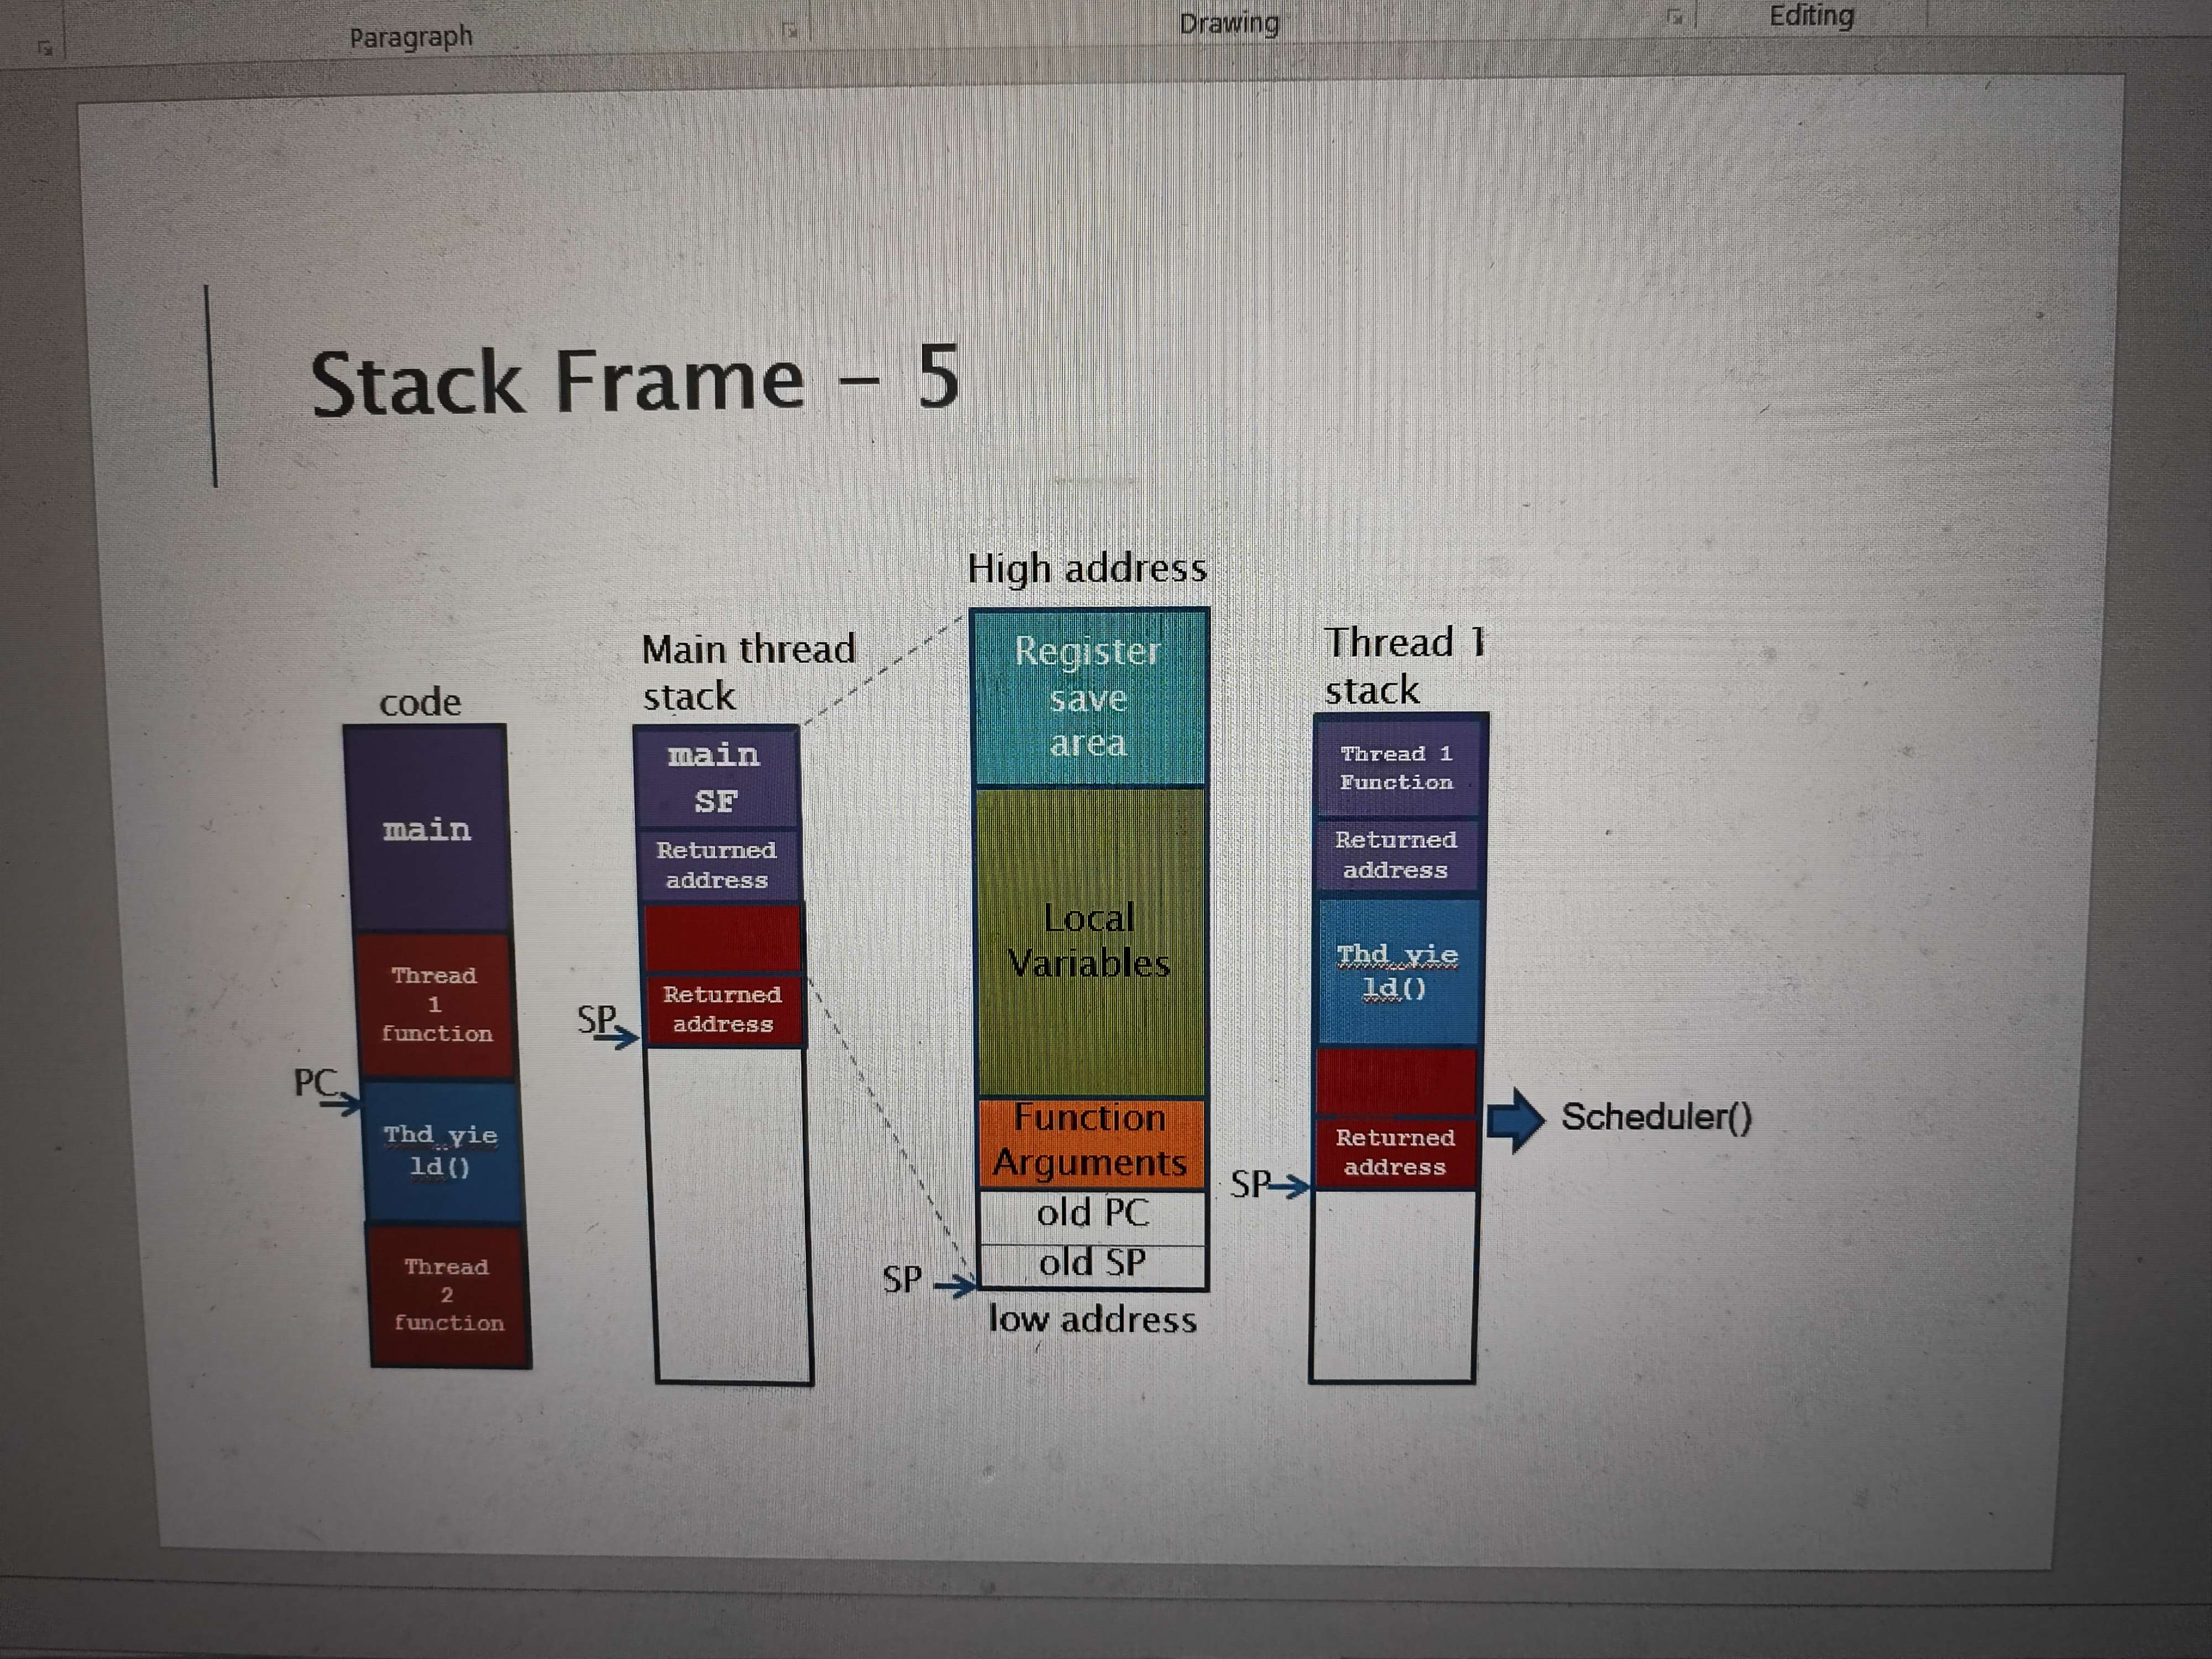 Paragraph
Drawing
Editing
Stack Frame – 5
code
main
Thread
1
function
PC
Thd_yie
ld()
Thread
2
function
Main thread
stack
main
SF
Returned
address
Returned
address
SP
High address
Register
save
area
Local
Variables
Function
Arguments
old PC
old SP
SP
low address
Thread 1
stack
Thread 1
Function
Returned
address
Thd_yie
ld()
Returned
address
SP
Scheduler()